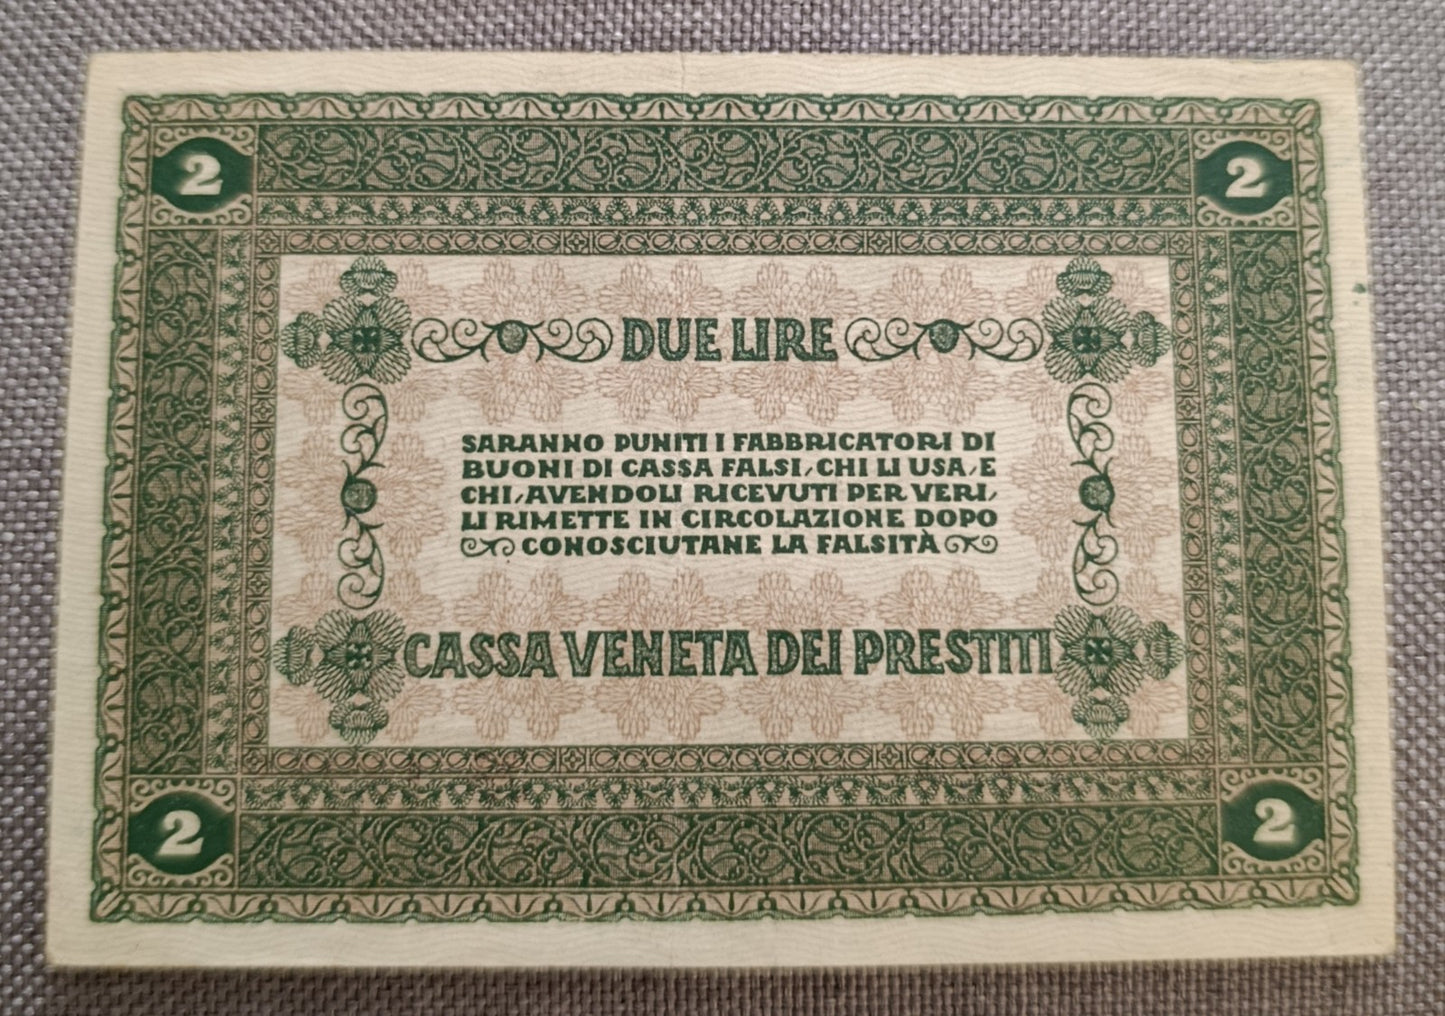 2 2
DUE LIRE
SARANNO PUNITI I FABBRICATORI DI
BUONI DI CASSA FALSI, CHI LI USA, E
CHI, AVENDOLI RICEVUTI PER VERI,
LI RIMETTE IN CIRCOLAZIONE DOPO
CONOSCIUTANE LA FALSITÀ
CASSA VENETA DEI PRESTITI
2 2